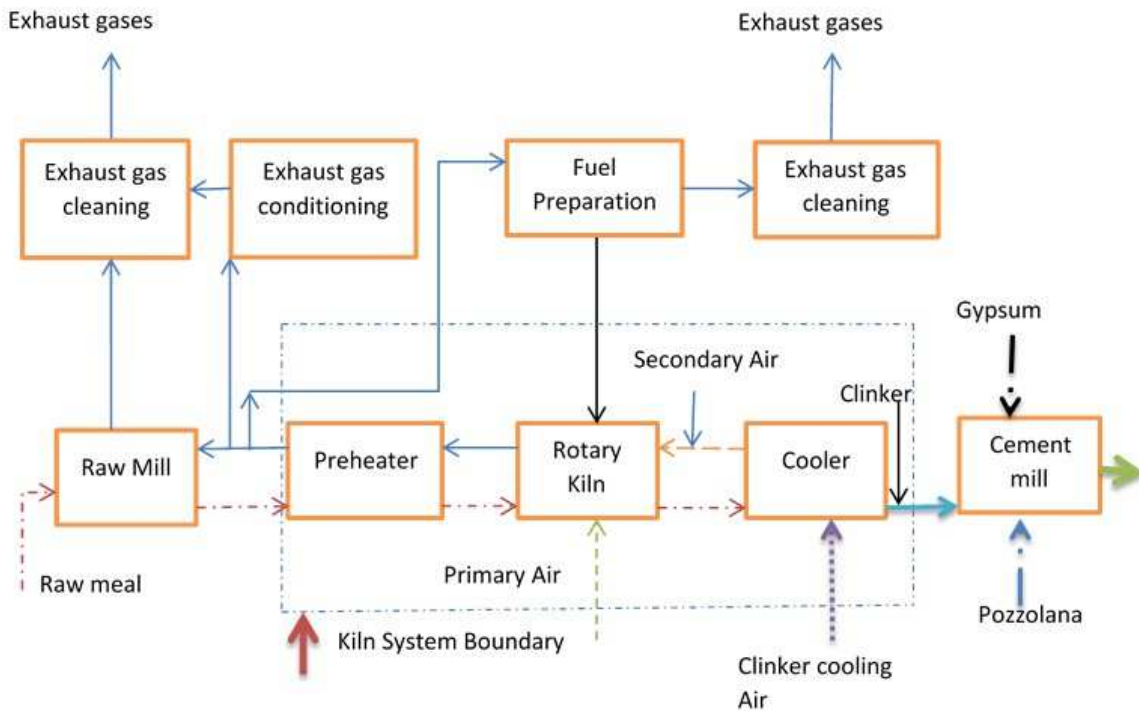 Exhaust gases
Exhaust gases
Exhaust gas
cleaning
Exhaust gas
conditioning
Fuel
Preparation
Exhaust gas
cleaning
Gypsum
Secondary Air
Clinker
Raw Mill
Preheater
Rotary
Kiln
Cooler
Cement
mill
Raw meal
Primary Air
Kiln System Boundary
Pozzolana
Clinker cooling
Air